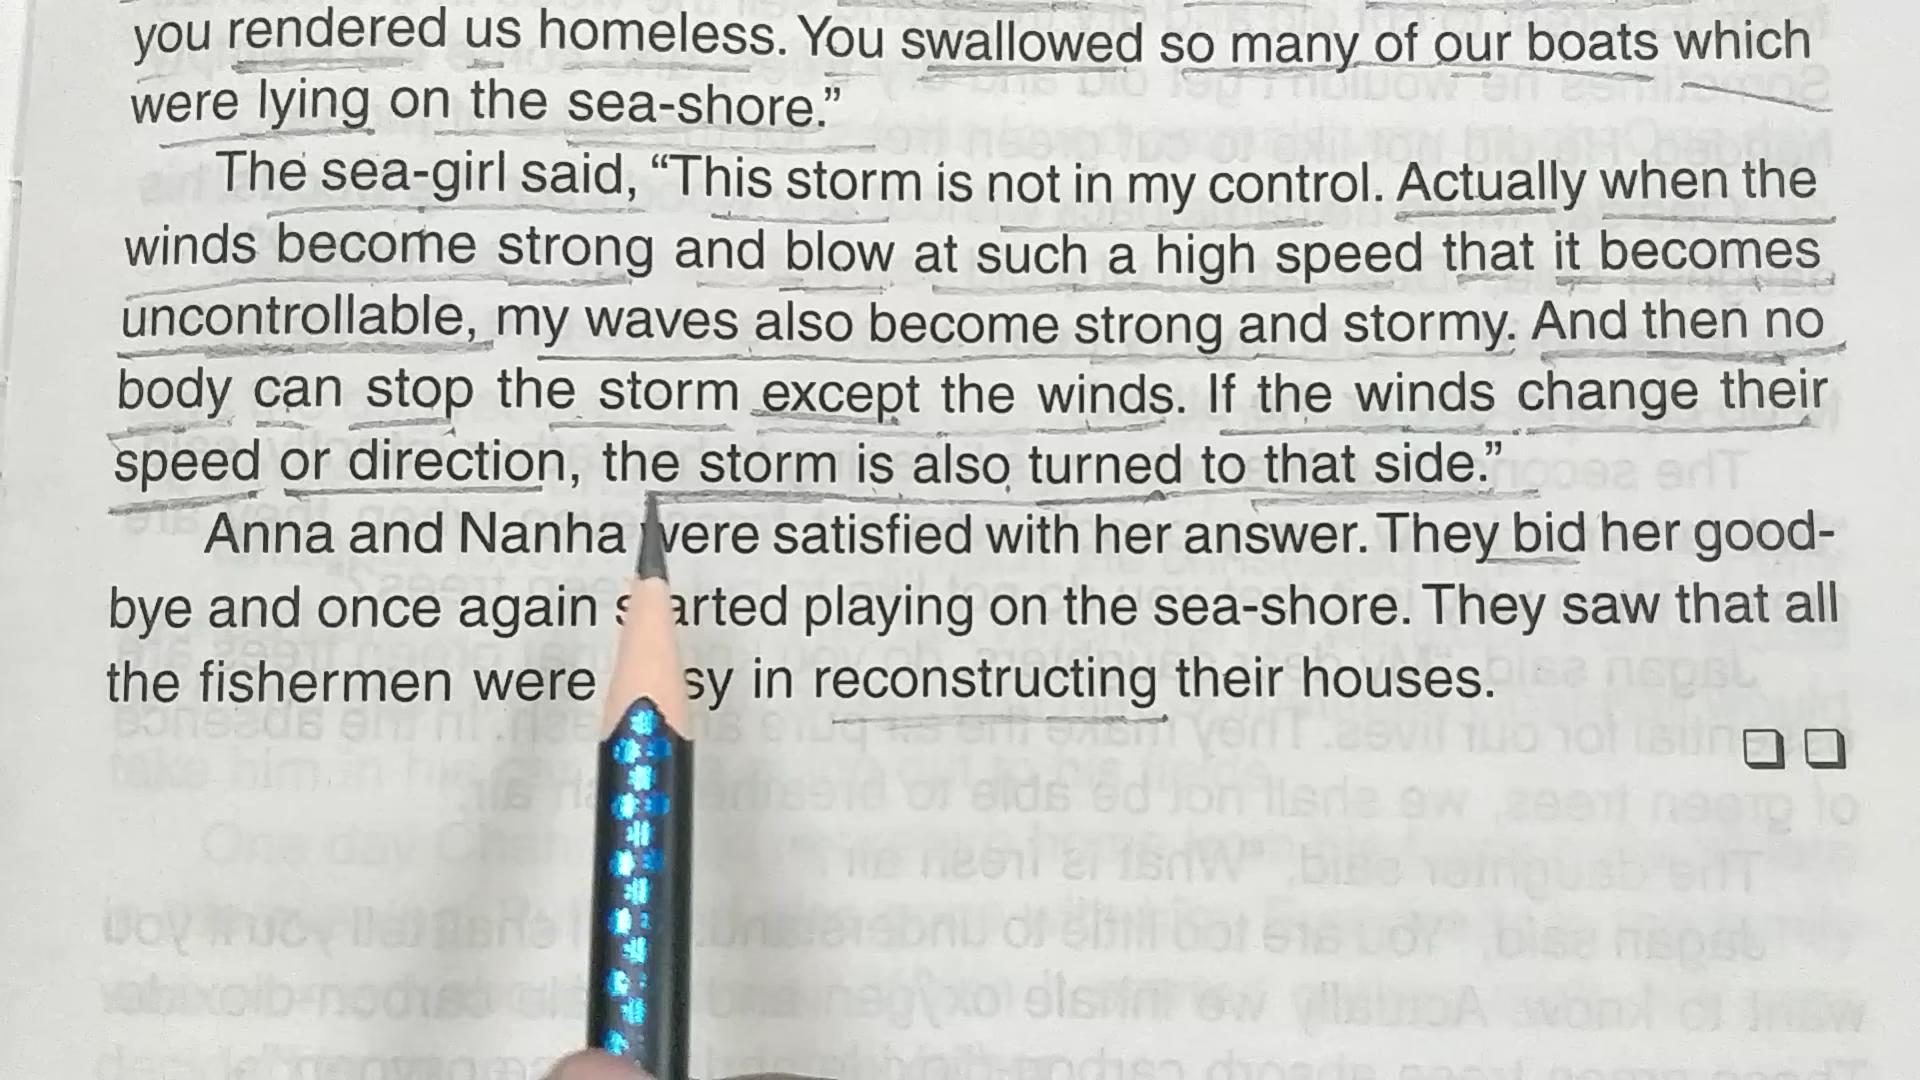 you rendered us homeless. You swallowed so many of our boats which
were lying on the sea-shore.”
The sea-girl said, “This storm is not in my control. Actually when the
winds become strong and blow at such a high speed that it becomes
uncontrollable, my waves also become strong and stormy. And then no
body can stop the storm except the winds. If the winds change their
speed or direction, the storm is also turned to that side.”
Anna and Nanha were satisfied with her answer. They bid her good-
bye and once again started playing on the sea-shore. They saw that all
the fishermen were busy in reconstructing their houses.